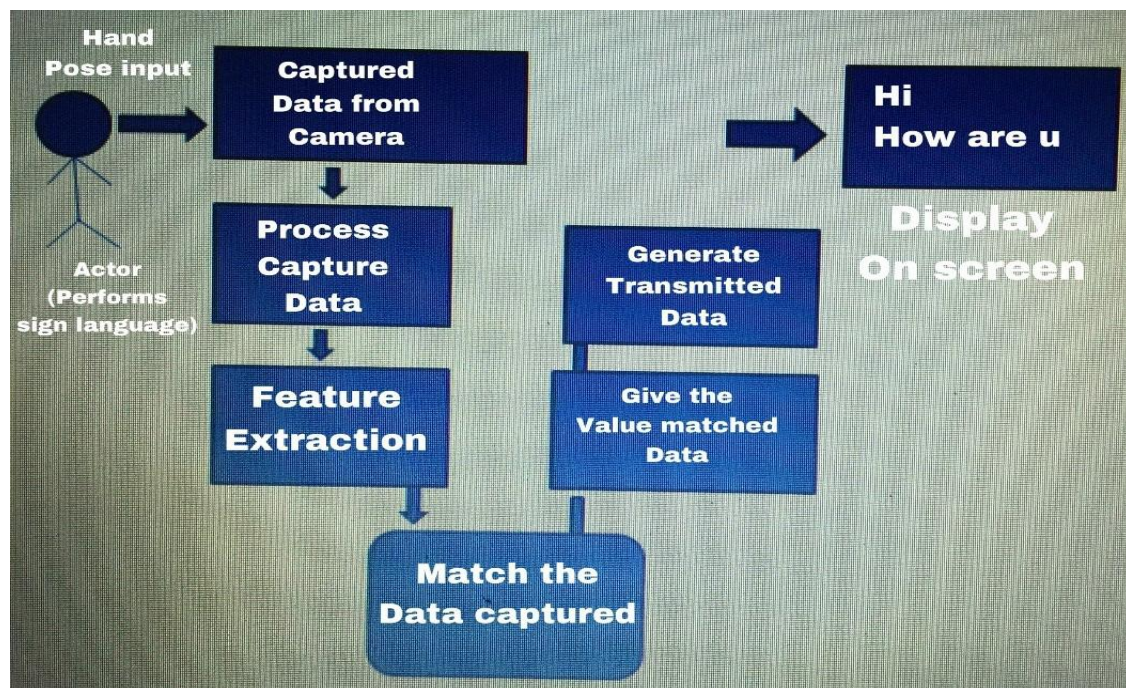 Hand
Pose input
Actor
(Performs
sign language)
Captured
Data from
Camera
Process
Capture
Data
Feature
Extraction
Match the
Data captured
Give the
Value matched
Data
Generate
Transmitted
Data
Hi
How are u
Display
On screen